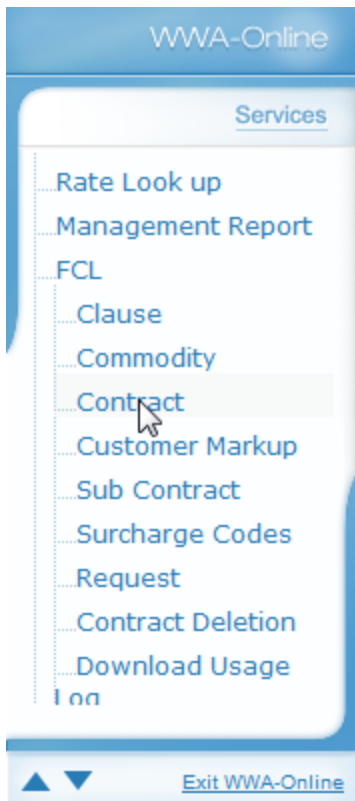 WWA-Online
Services
Rate Look up
Management Report
FCL
Clause
Commodity
Contract
Customer Markup
Sub Contract
Surcharge Codes
Request
Contract Deletion
Download Usage
Log
Exit WWA-Online